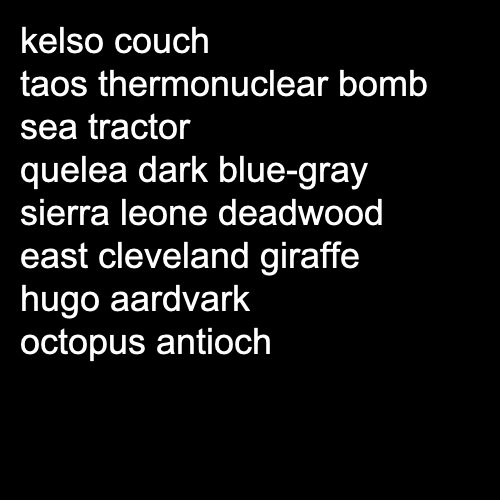 kelso couch
taos thermonuclear bomb
sea tractor
quelea dark blue-gray
sierra leone deadwood
east cleveland giraffe
hugo aardvark
octopus antioch